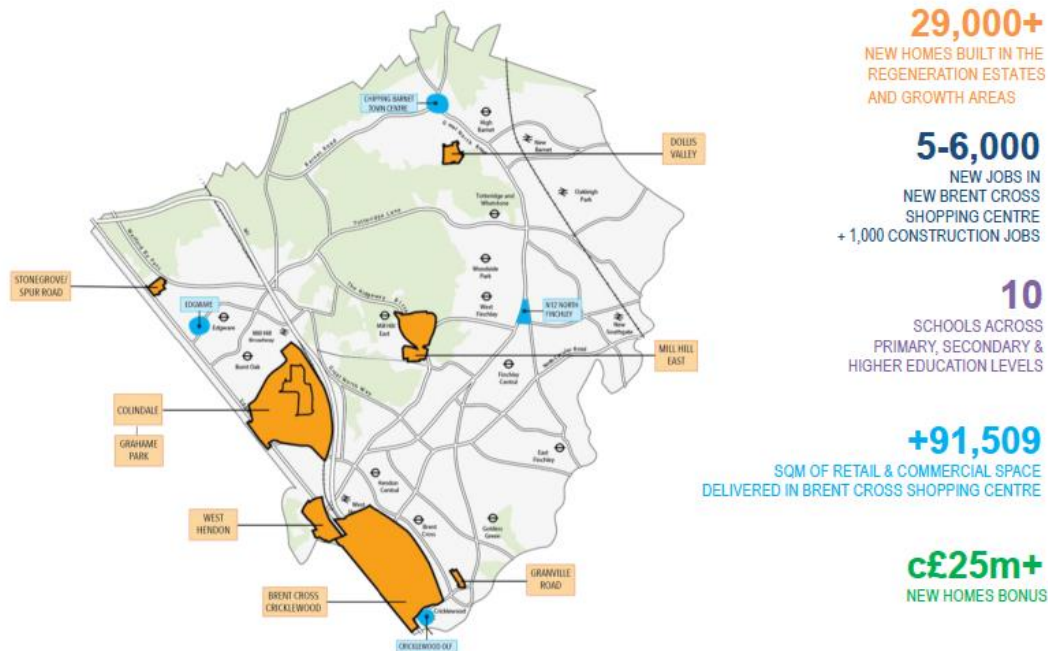 29,000+
NEW HOMES BUILT IN THE
REGENERATION ESTATES
AND GROWTH AREAS
5-6,000
NEW JOBS IN
NEW BRENT CROSS
SHOPPING CENTRE
+ 1,000 CONSTRUCTION JOBS
10
SCHOOLS ACROSS
PRIMARY, SECONDARY &
HIGHER EDUCATION LEVELS
+91,509
SQM OF RETAIL & COMMERCIAL SPACE
DELIVERED IN BRENT CROSS SHOPPING CENTRE
c£25m+
NEW HOMES BONUS
CHIPPING BARNET
TOWN CENTRE
High
Barnet
New
Barnet
DOLLIS
VALLEY
Barnet Road
Oakleigh
Park
Totteridge and
Whetstone
Totteridge Lane
Woodside
Park
STONEGROVE/
SPUR ROAD
EDGWARE
Edgware
Mill Hill
Broadway
Burnt Oak
The Ridgeway
Mill Hill
East
West
Finchley
N12 NORTH
FINCHLEY
New
Southgate
MILL HILL
EAST
Finchley
Central
COLINDALE
GRAHAME
PARK
East
Finchley
Hendon
Central
WEST
HENDON
Brent
Cross
Golders
Green
GRANVILLE
ROAD
BRENT CROSS
CRICKLEWOOD
Cricklewood